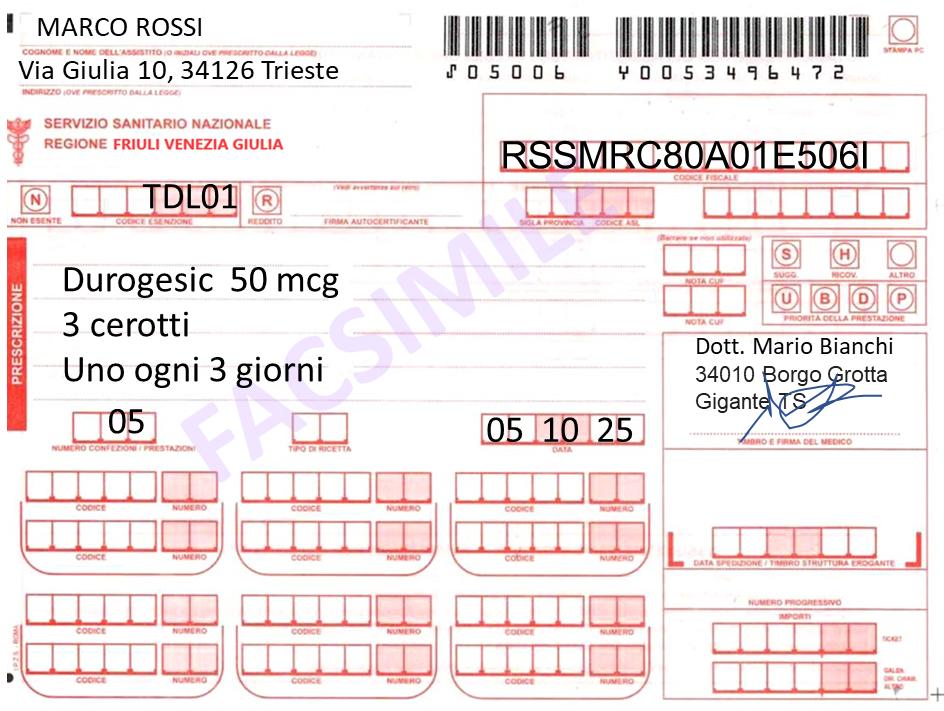 MARCO ROSSI
COGNOME E NOME DELL'ASSISTITO (O INIZIALI OVE PRESCRITTO DALLA LEGGE)
Via Giulia 10, 34126 Trieste
INDIRIZZO (OVE PRESCRITTO DALLA LEGGE)
05006
Y0053496472
STAMPA PC
SERVIZIO SANITARIO NAZIONALE
REGIONE FRIULI VENEZIA GIULIA
RSSMRC80A01E506I
CODICE FISCALE
N
NON ESENTE
TDL01
CODICE ESENZIONE
R
REDDITO
(Vedi avvertenze sul retro)
FIRMA AUTOCERTIFICANTE
SIGLA PROVINCIA CODICE ASL
FACSIMILE
PRESCRIZIONE
Durogesic 50 mcg
3 cerotti
Uno ogni 3 giorni
(Barrare se non utilizzate)
NOTA CUF
NOTA CUF
S H
SUGG. RICOV. ALTRO
U B D P
PRIORITÀ DELLA PRESTAZIONE
Dott. Mario Bianchi
34010 Borgo Grotta
Gigante TS
TIMBRO E FIRMA DEL MEDICO
05
NUMERO CONFEZIONI / PRESTAZIONI
TIPO DI RICETTA
05 10 25
DATA
CODICE NUMERO CODICE NUMERO CODICE NUMERO
CODICE NUMERO CODICE NUMERO CODICE NUMERO
DATA SPEDIZIONE / TIMBRO STRUTTURA EROGANTE
CODICE NUMERO CODICE NUMERO CODICE NUMERO
CODICE NUMERO CODICE NUMERO CODICE NUMERO
NUMERO PROGRESSIVO
IMPORTI
TICKET
GALEN.
DIR. CHIAM.
ALTRO
I.P.Z.S. - ROMA